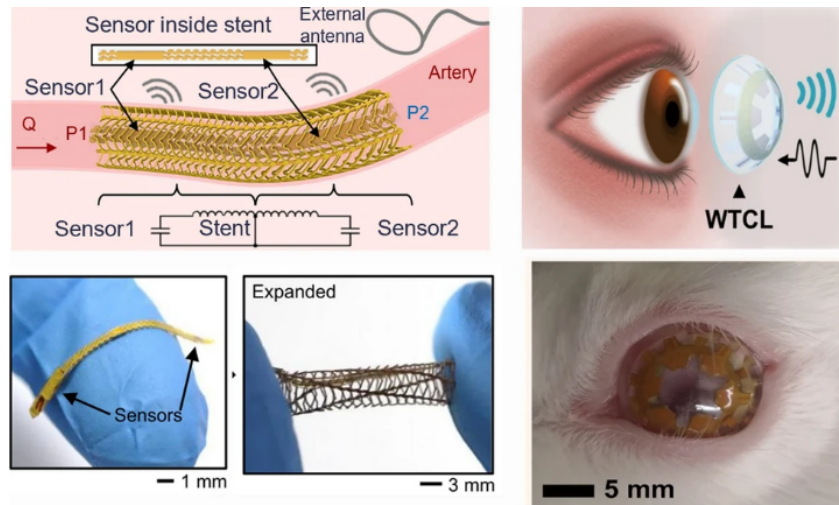 Sensor inside stent
External
antenna
Sensor1
Sensor2
Artery
Q
P1
P2
Sensor1
Stent
Sensor2
WTCL
Sensors
1 mm
Expanded
3 mm
5 mm